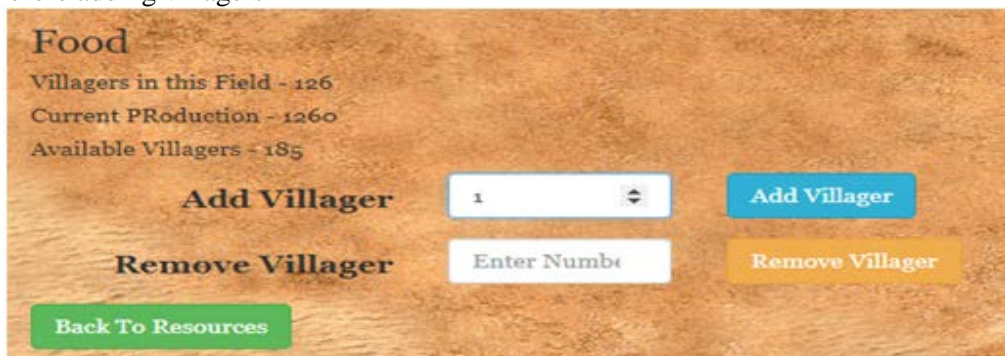 Food
Villagers in this Field - 126
Current PRoduction - 1260
Available Villagers - 185
Add Villager 1 Add Villager
Remove Villager Enter Numbe Remove Villager
Back To Resources